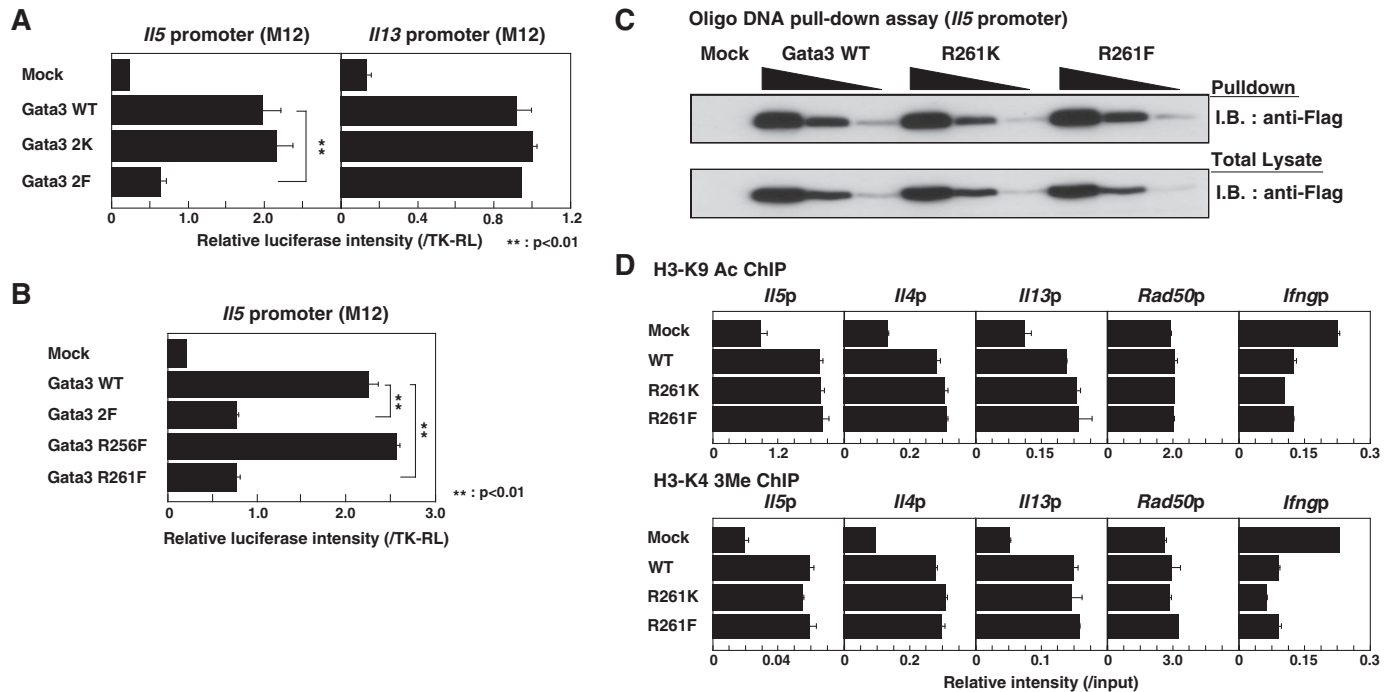 A
Il5 promoter (M12) Il13 promoter (M12)
Mock
Gata3 WT
Gata3 2K
Gata3 2F
**
0 1.0 2.0 0 0.4 0.8 1.2
Relative luciferase intensity (/TK-RL) ** : p<0.01
B
Il5 promoter (M12)
Mock
Gata3 WT
Gata3 2F
Gata3 R256F
Gata3 R261F
**
**
** : p<0.01
0 1.0 2.0 3.0
Relative luciferase intensity (/TK-RL)
C
Oligo DNA pull-down assay (Il5 promoter)
Mock Gata3 WT R261K R261F
Pulldown
I.B. : anti-Flag
Total Lysate
I.B. : anti-Flag
D
H3-K9 Ac ChIP
Il5p Il4p Il13p Rad50p Ifngp
Mock
WT
R261K
R261F
0 1.2 0 0.2 0 0.15 0 2.0 0 0.15 0.3
H3-K4 3Me ChIP
Il5p Il4p Il13p Rad50p Ifngp
Mock
WT
R261K
R261F
0 0.04 0 0.2 0 0.1 0 3.0 0 0.15 0.3
Relative intensity (/input)